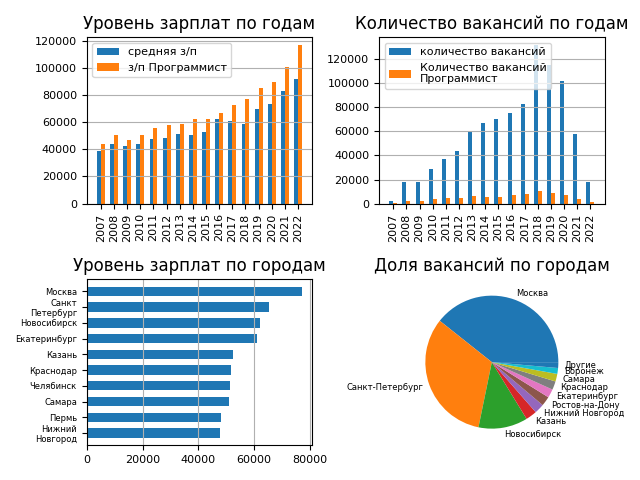 Уровень зарплат по годам
120000
100000
80000
60000
40000
20000
0
средняя з/п
з/п Программист
2007
2008
2009
2010
2011
2012
2013
2014
2015
2016
2017
2018
2019
2020
2021
2022
Количество вакансий по годам
120000
100000
80000
60000
40000
20000
0
количество вакансий
Количество вакансий
Программист
2007
2008
2009
2010
2011
2012
2013
2014
2015
2016
2017
2018
2019
2020
2021
2022
Уровень зарплат по городам
Москва
Санкт
Петербург
Новосибирск
Екатеринбург
Казань
Краснодар
Челябинск
Самара
Пермь
Нижний
Новгород
0
20000
40000
60000
80000
Доля вакансий по городам
Москва
Санкт-Петербург
Новосибирск
Казань
Нижний Новгород
Ростов-на-Дону
Екатеринбург
Краснодар
Самара
Воронеж
Другие